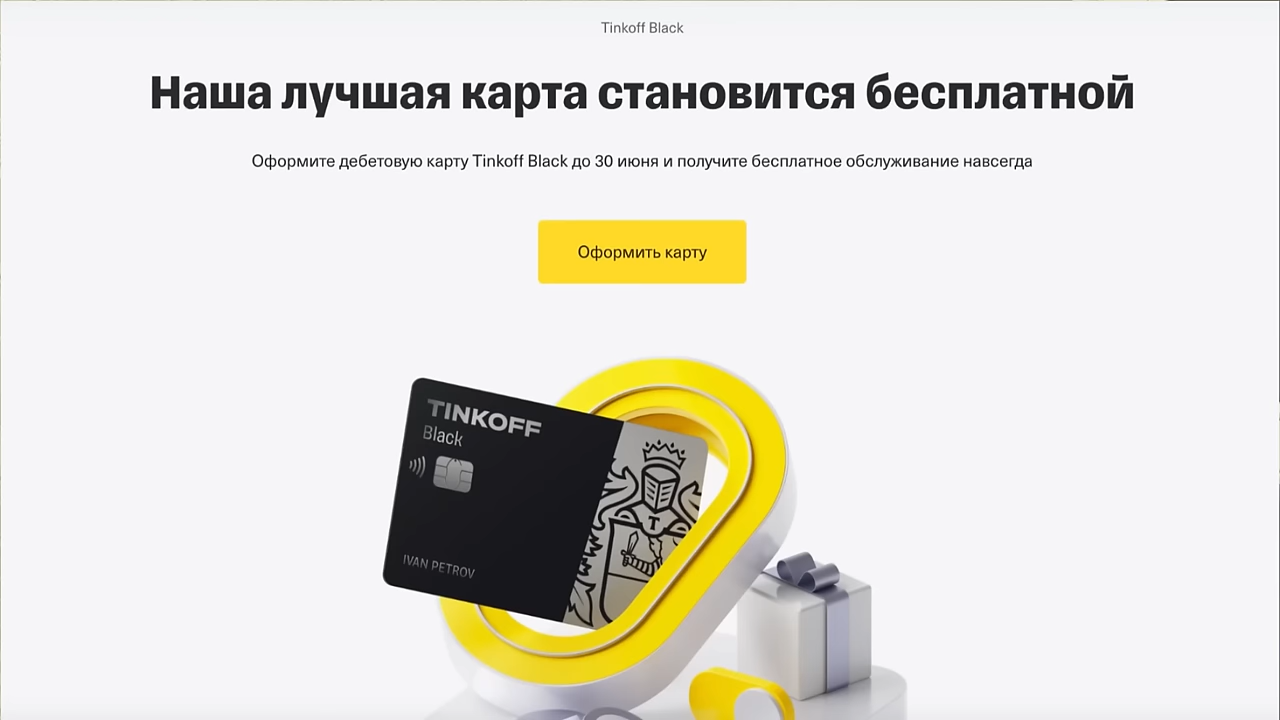 Tinkoff Black
Наша лучшая карта становится бесплатной
Оформите дебетовую карту Tinkoff Black до 30 июня и получите бесплатное обслуживание навсегда
Оформить карту
TINKOFF
Black
T
IVAN PETROV